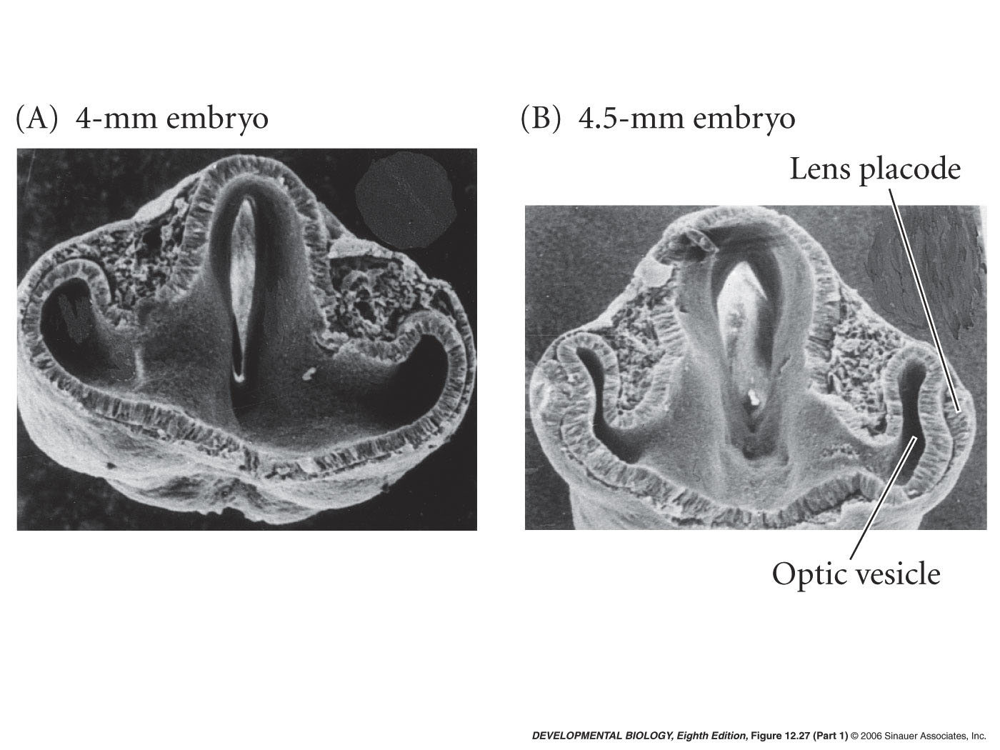 (A) 4-mm embryo
(B) 4.5-mm embryo
Lens placode
Optic vesicle
DEVELOPMENTAL BIOLOGY, Eighth Edition, Figure 12.27 (Part 1) © 2006 Sinauer Associates, Inc.